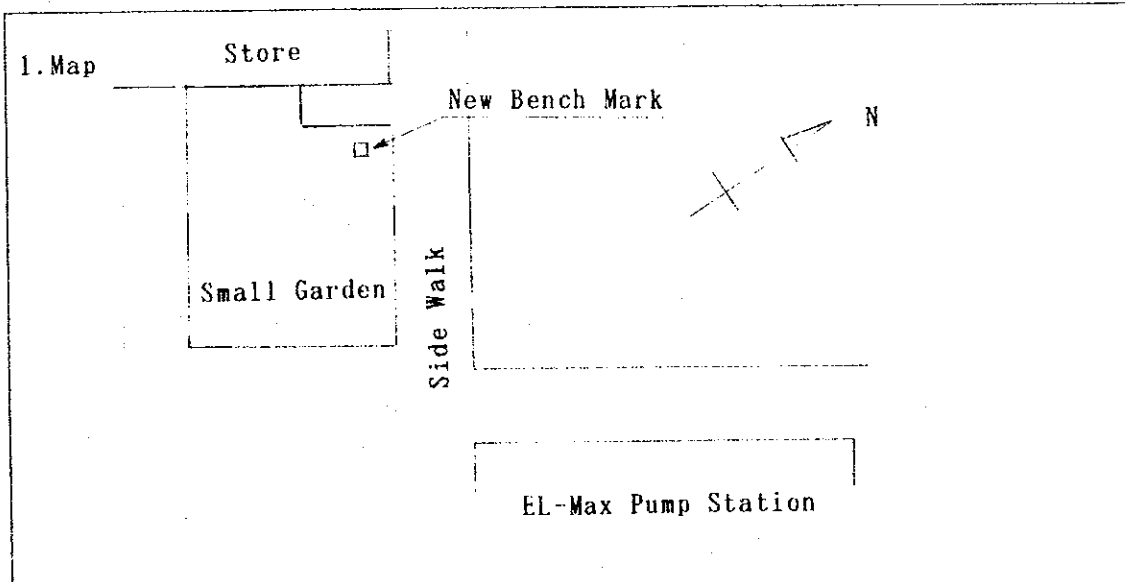 1.Map
Store
New Bench Mark
N
Small Garden
Side Walk
EL-Max Pump Station